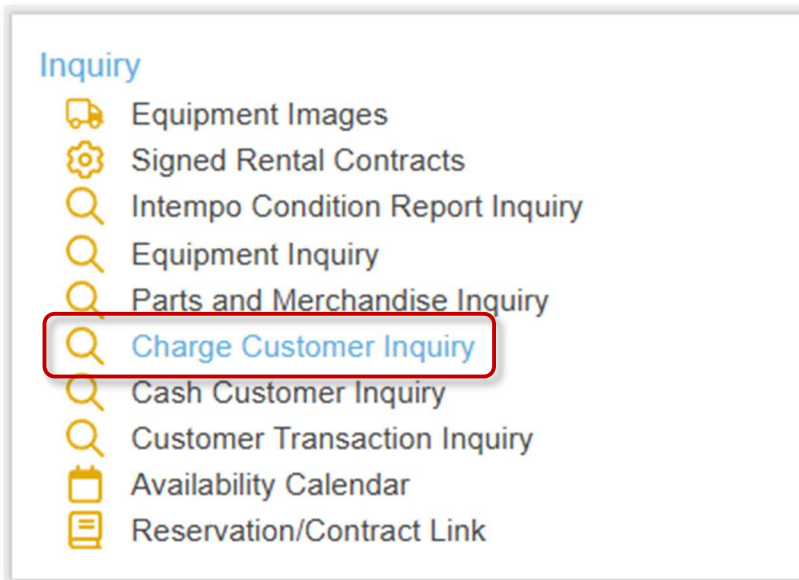 Inquiry
Equipment Images
Signed Rental Contracts
Intempo Condition Report Inquiry
Equipment Inquiry
Parts and Merchandise Inquiry
Charge Customer Inquiry
Cash Customer Inquiry
Customer Transaction Inquiry
Availability Calendar
Reservation/Contract Link